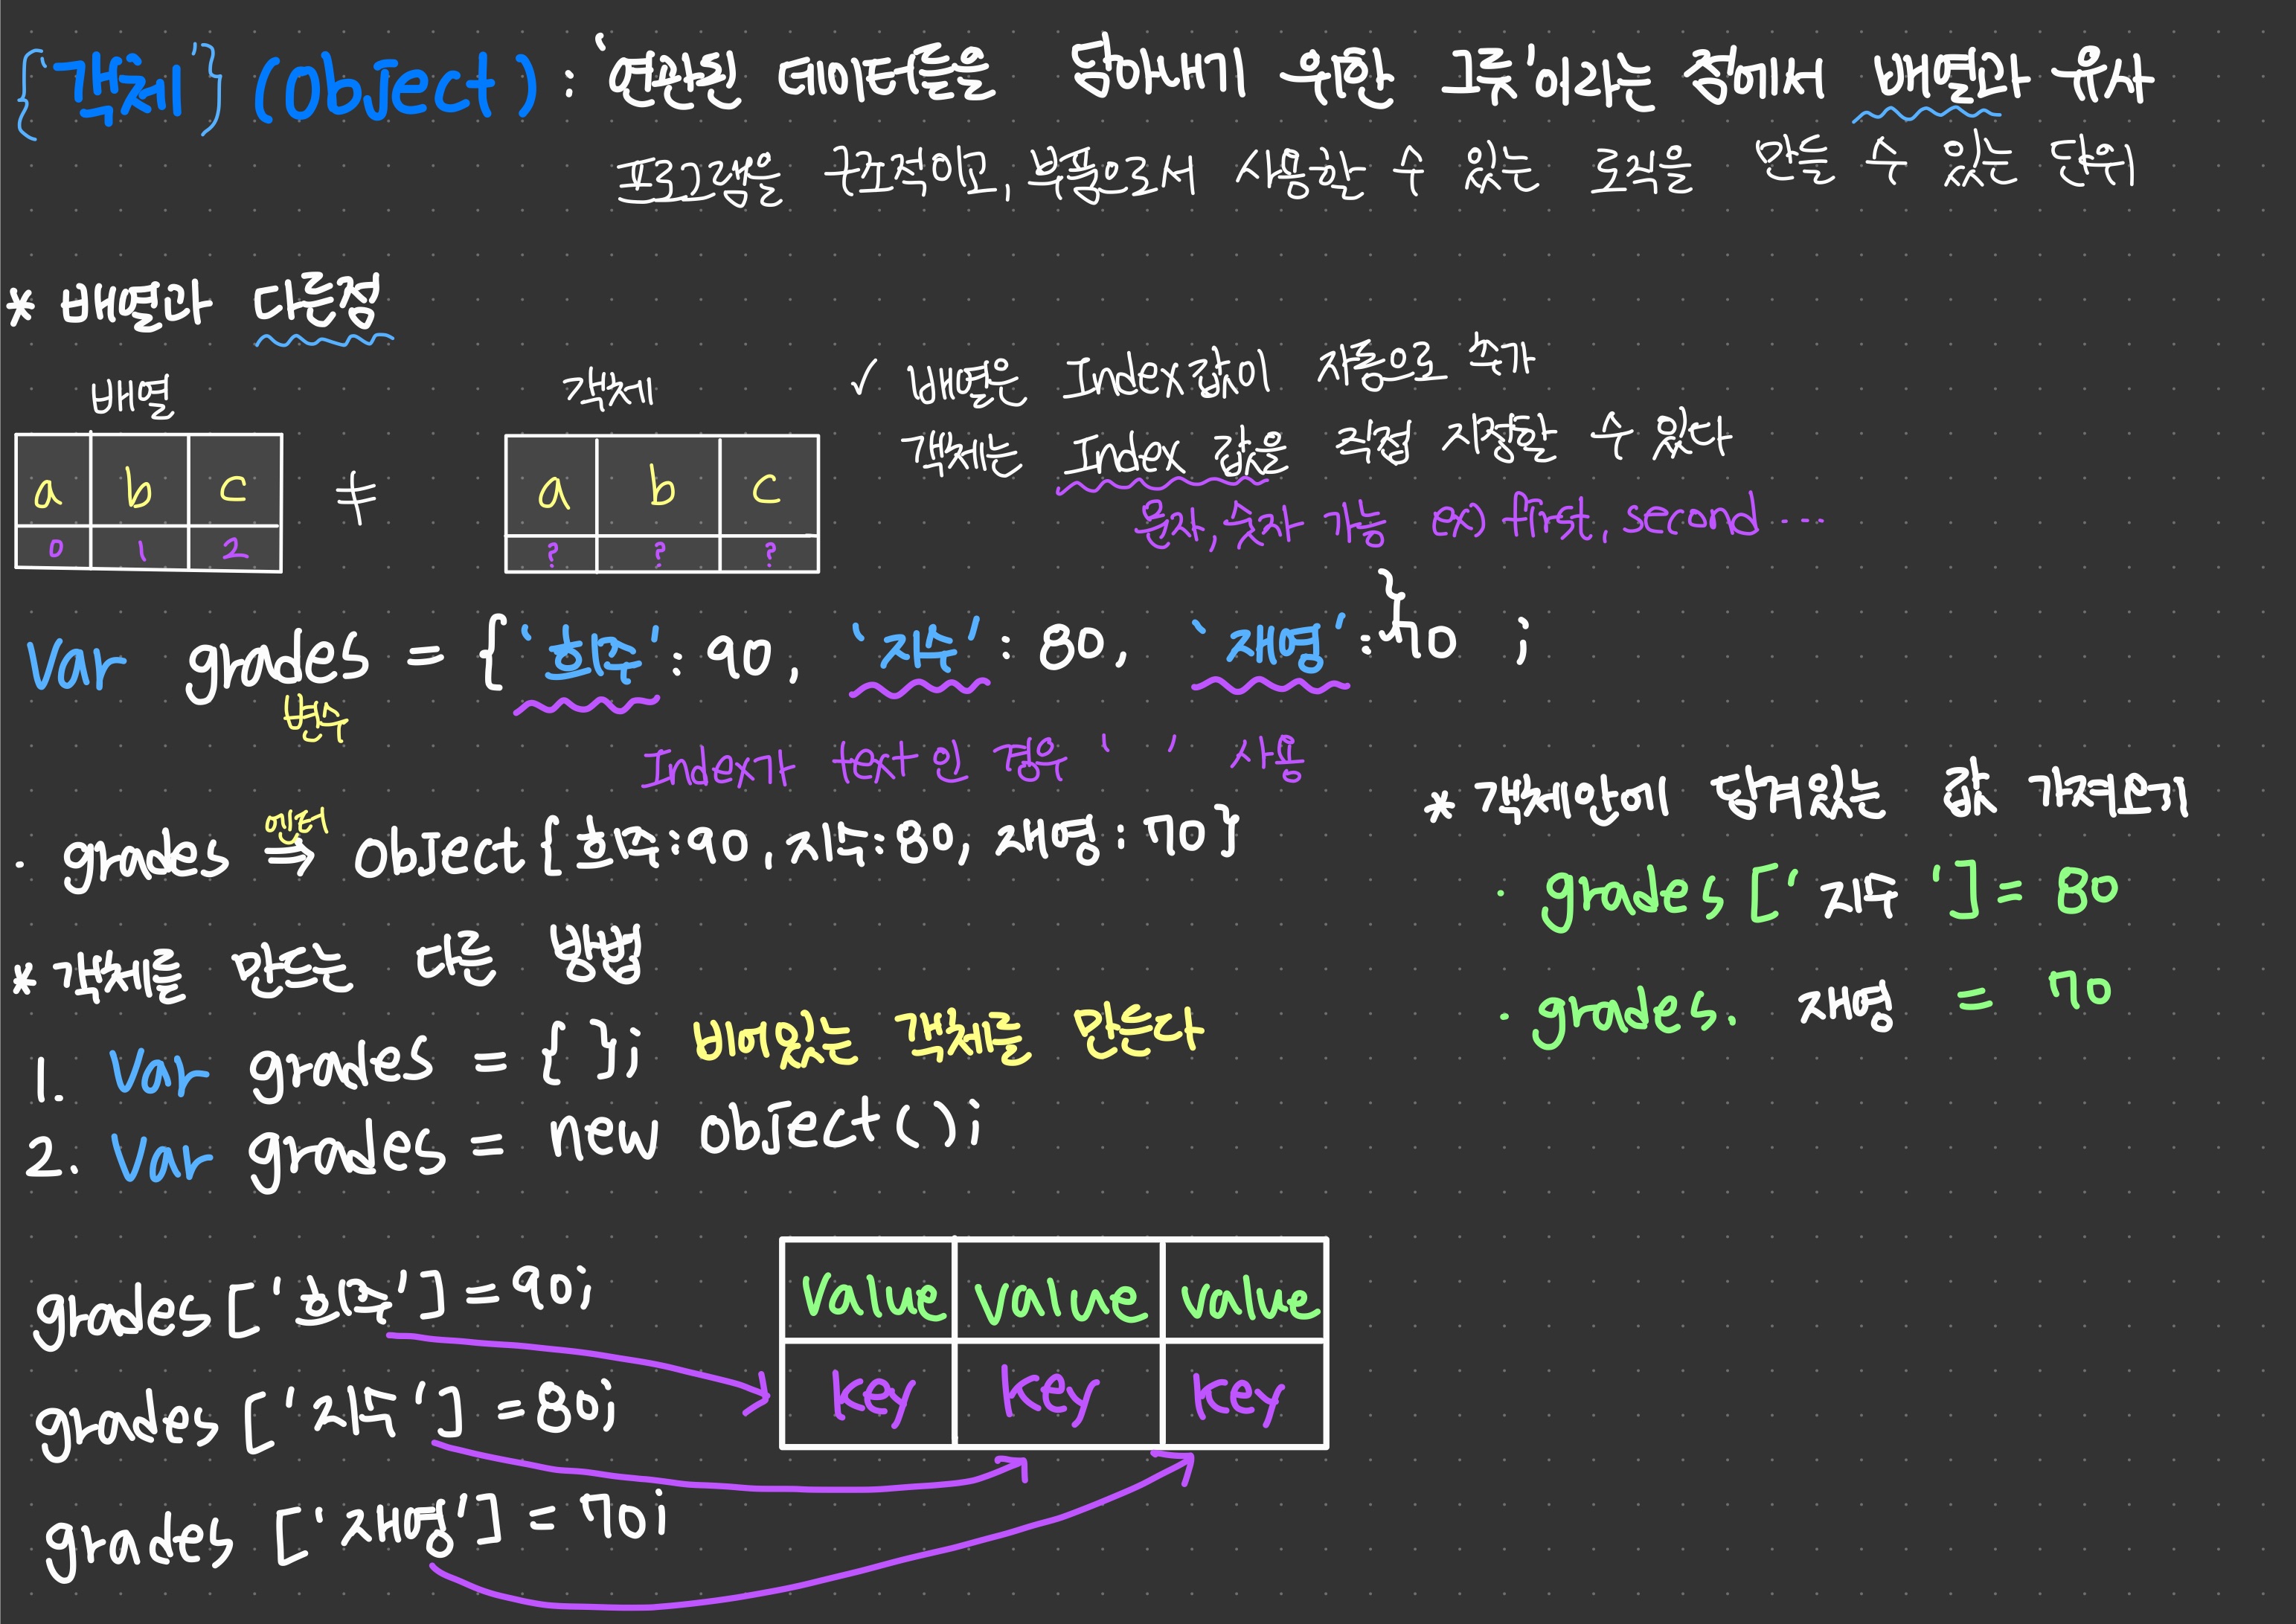 {'객체'} (object) : '연관된 데이터들을 담아내기 위한 그릇'이라는 점에서 배열과 유사
프로그램을 구조적이고, 부품으로서 사용할 수 있는 로직을 만드는 수 있는 단위
* 배열과 다른점
배열
a b c
0 1 2
≠
객체
a b c
? ? ?
✓ 배열은 Index값이 자동으로 추가
객체는 Index 값을 직접 지정할 수 있다
문자, 숫자 가능 ex) first, second ...
Var grades = {'효주': 90, '지수': 80, '재영': 70} ;
변수
Index가 text인 경우 ' ' 사용
· grades ⇒ object {효주:90, 지수:80, 재영:70}
엔터
* 객체안에 담겨있는 값 가져오기
· grades['지수']= 80
· grades. 재영 = 70
* 객체를 만드는 다른 방법
1. Var grades = { }; 비어있는 객체를 만든다
2. Var grades = new object();
grades['효주']=90;
grades['지수']=80;
grades['재영']=70;
Value Value Value
key key key